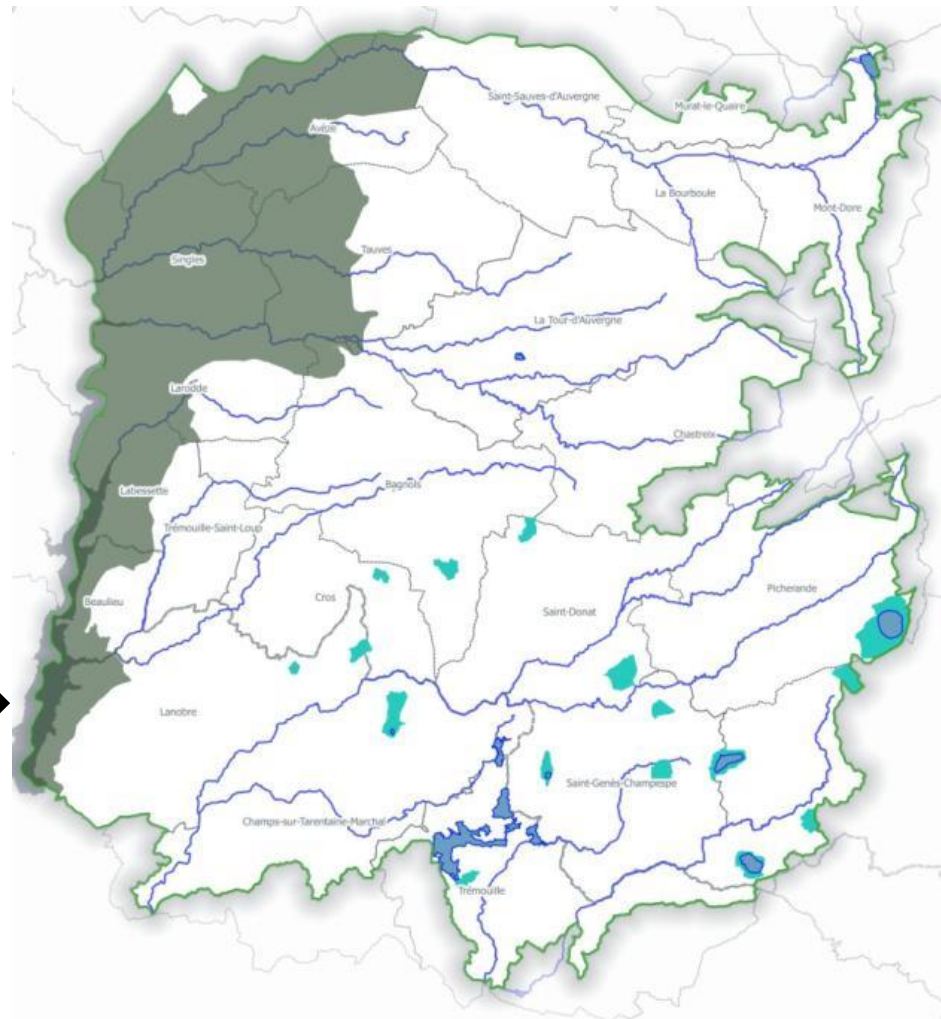 Saint-Sauves-d'Auvergne
Murat-le-Quaire
Avèze
La Bourboule
Mont-Dore
Tauves
Singles
La Tour-d'Auvergne
Larodde
Chastreix
Bagnols
Labessette
Trémouille-Saint-Loup
Picherande
Beaulieu
Cros
Saint-Donat
Lanobre
Saint-Genès-Champespe
Champs-sur-Tarentaine-Marchal
Trémouille